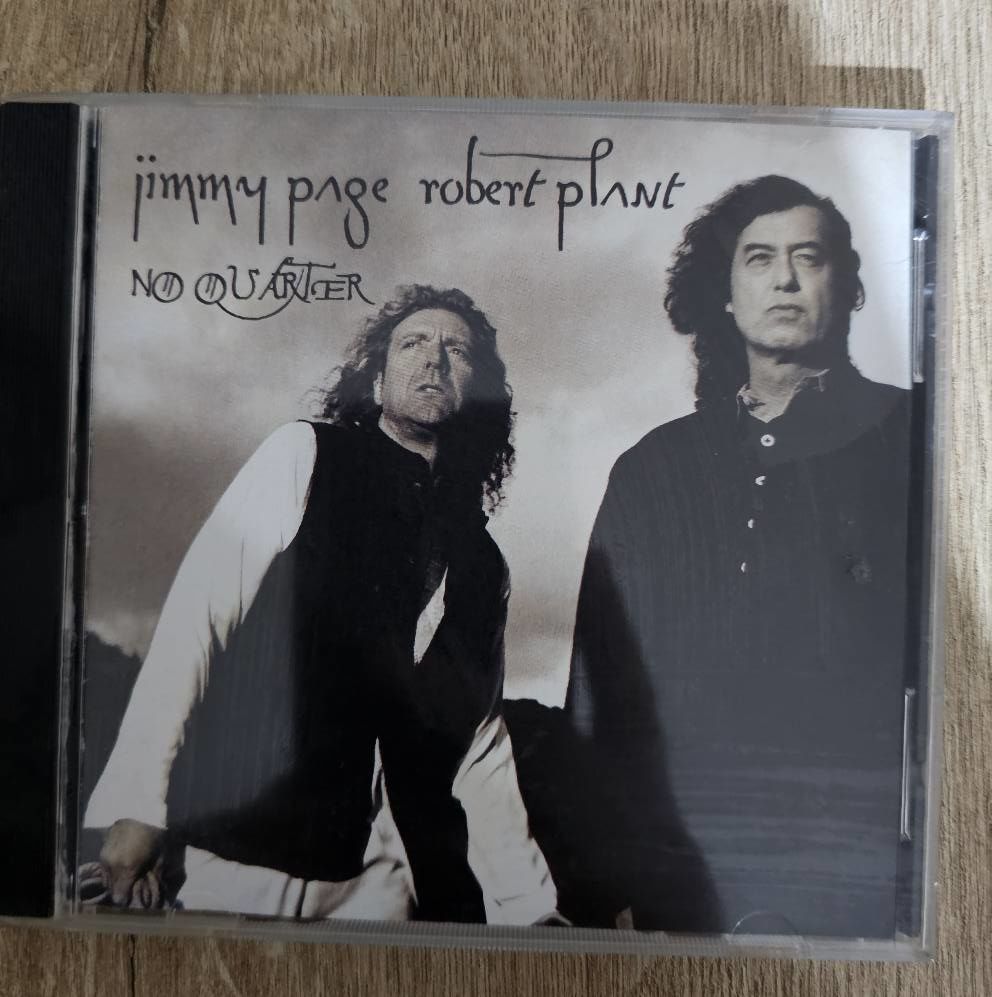 jimmy page robert plant
NO QUARTER